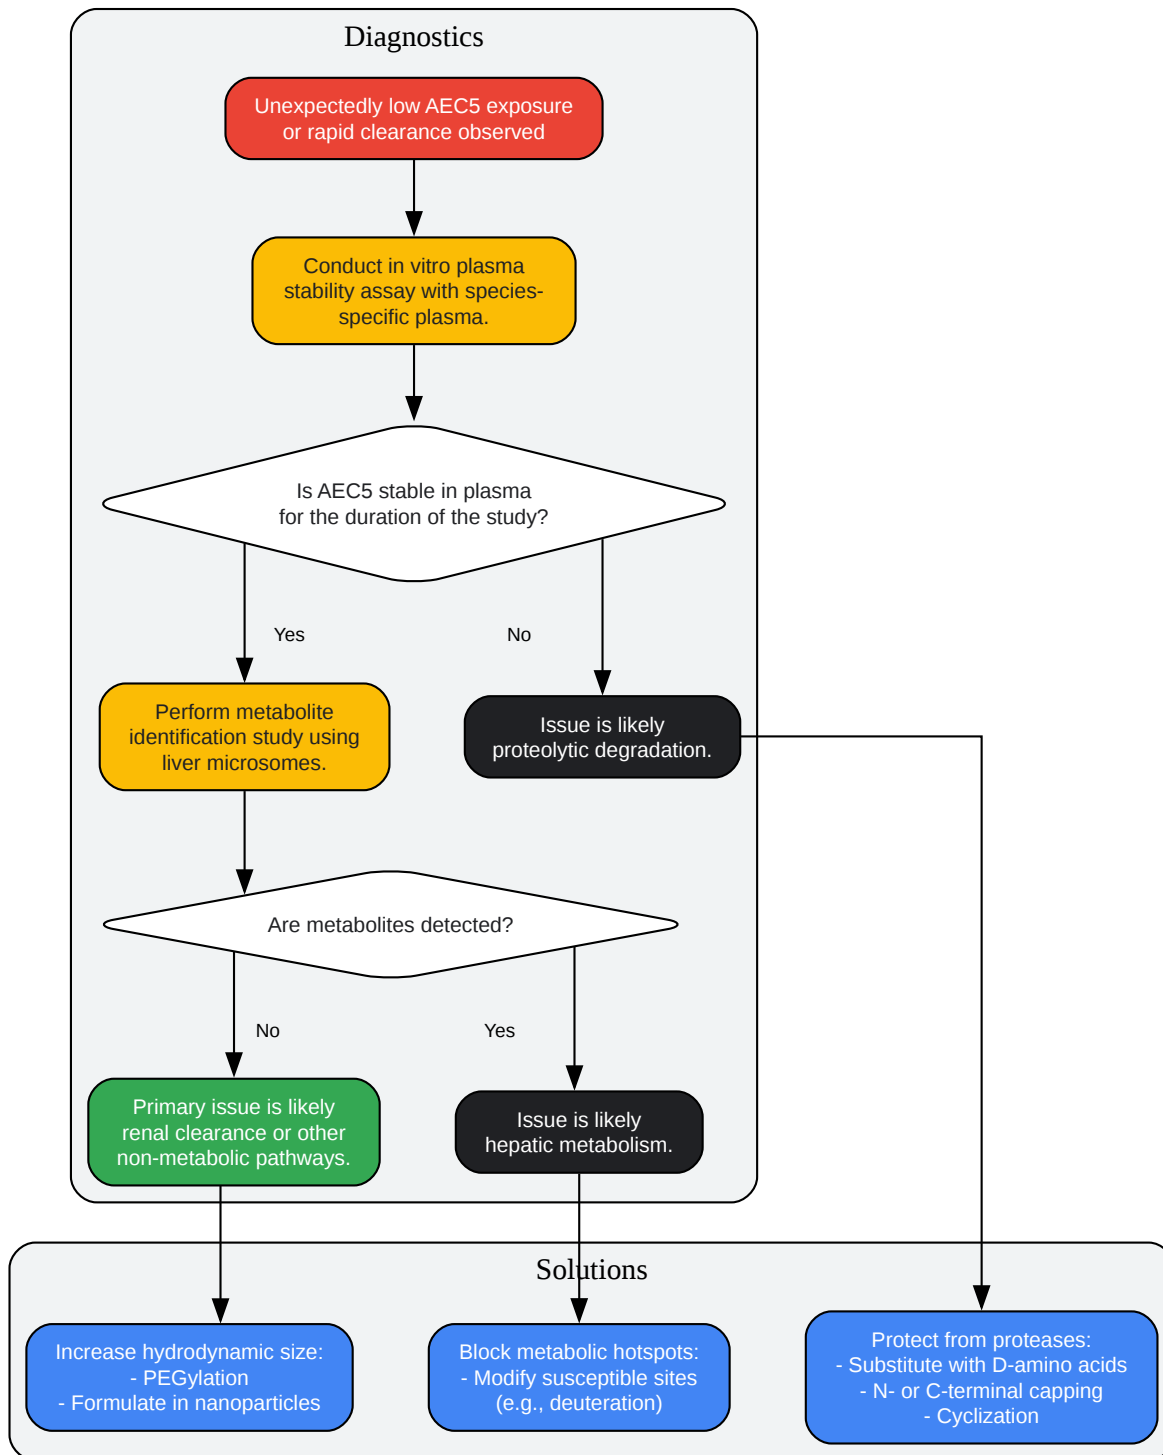 Diagnostics
Unexpectedly low AEC5 exposure
or rapid clearance observed
Conduct in vitro plasma
stability assay with species-
specific plasma.
Is AEC5 stable in plasma
for the duration of the study?
Yes
No
Perform metabolite
identification study using
liver microsomes.
Issue is likely
proteolytic degradation.
Are metabolites detected?
No
Yes
Primary issue is likely
renal clearance or other
non-metabolic pathways.
Issue is likely
hepatic metabolism.
Solutions
Increase hydrodynamic size:
- PEGylation
- Formulate in nanoparticles
Block metabolic hotspots:
- Modify susceptible sites
(e.g., deuteration)
Protect from proteases:
- Substitute with D-amino acids
- N- or C-terminal capping
- Cyclization